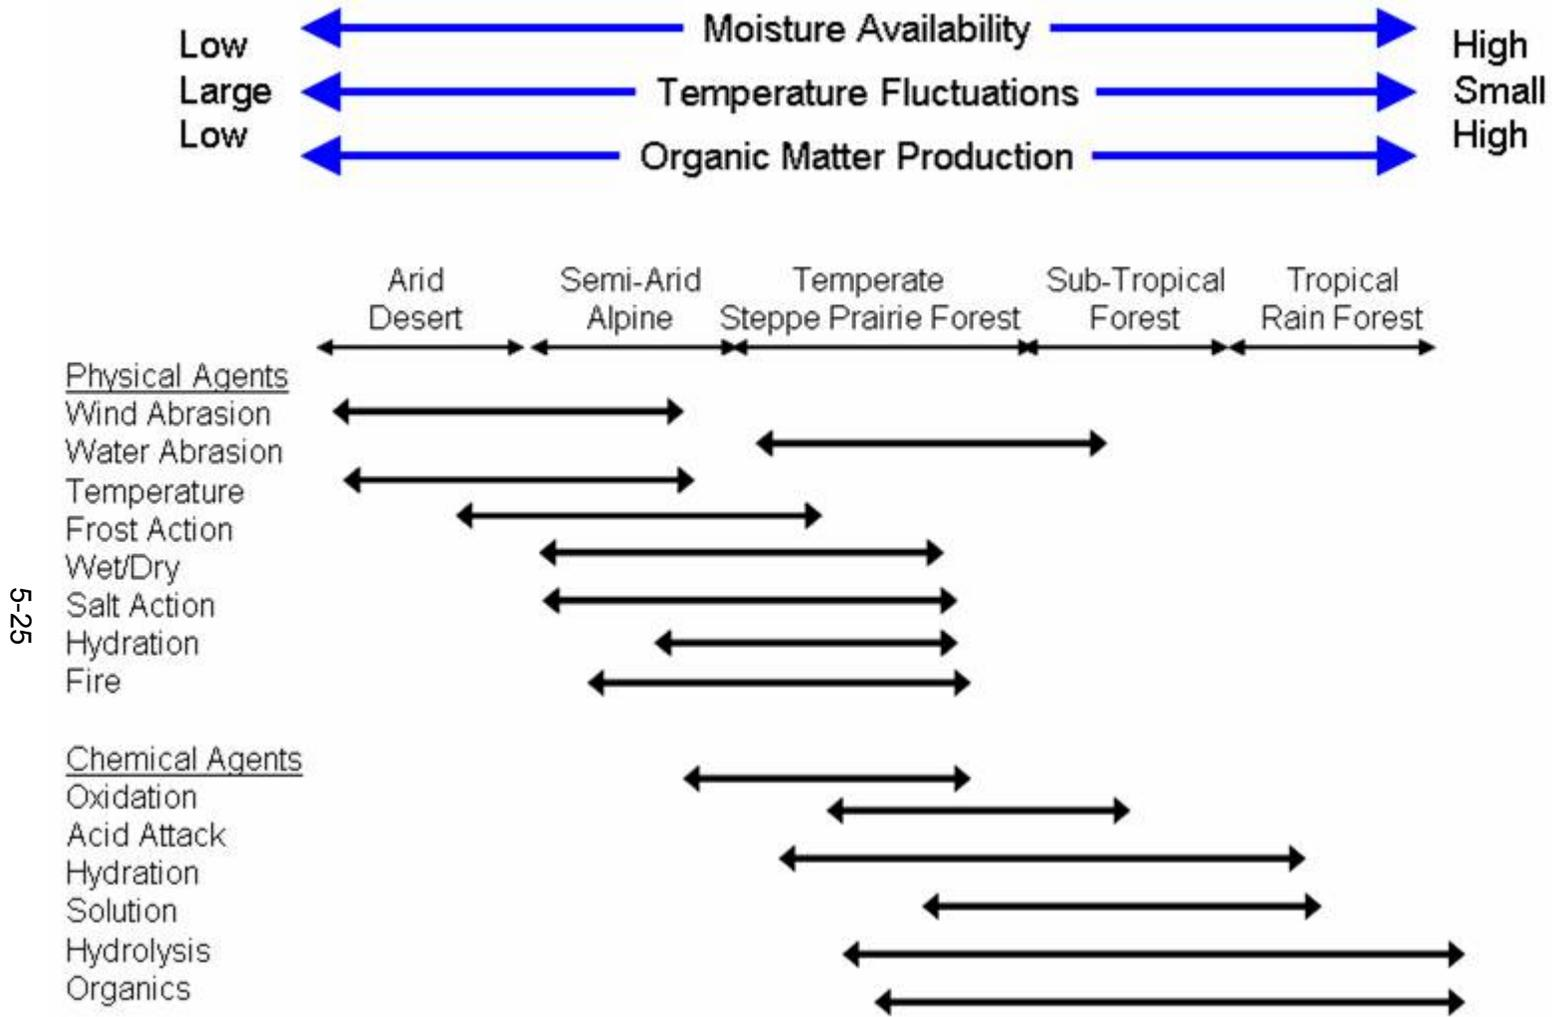 Moisture Availability
Low High
Large Temperature Fluctuations Small
Low High
Organic Matter Production
Arid Semi-Arid Temperate Sub-Tropical Tropical
Desert Alpine Steppe Prairie Forest Forest Rain Forest
Physical Agents
Wind Abrasion
Water Abrasion
Temperature
Frost Action
Wet/Dry
Salt Action
Hydration
Fire
Chemical Agents
Oxidation
Acid Attack
Hydration
Solution
Hydrolysis
Organics
5-25